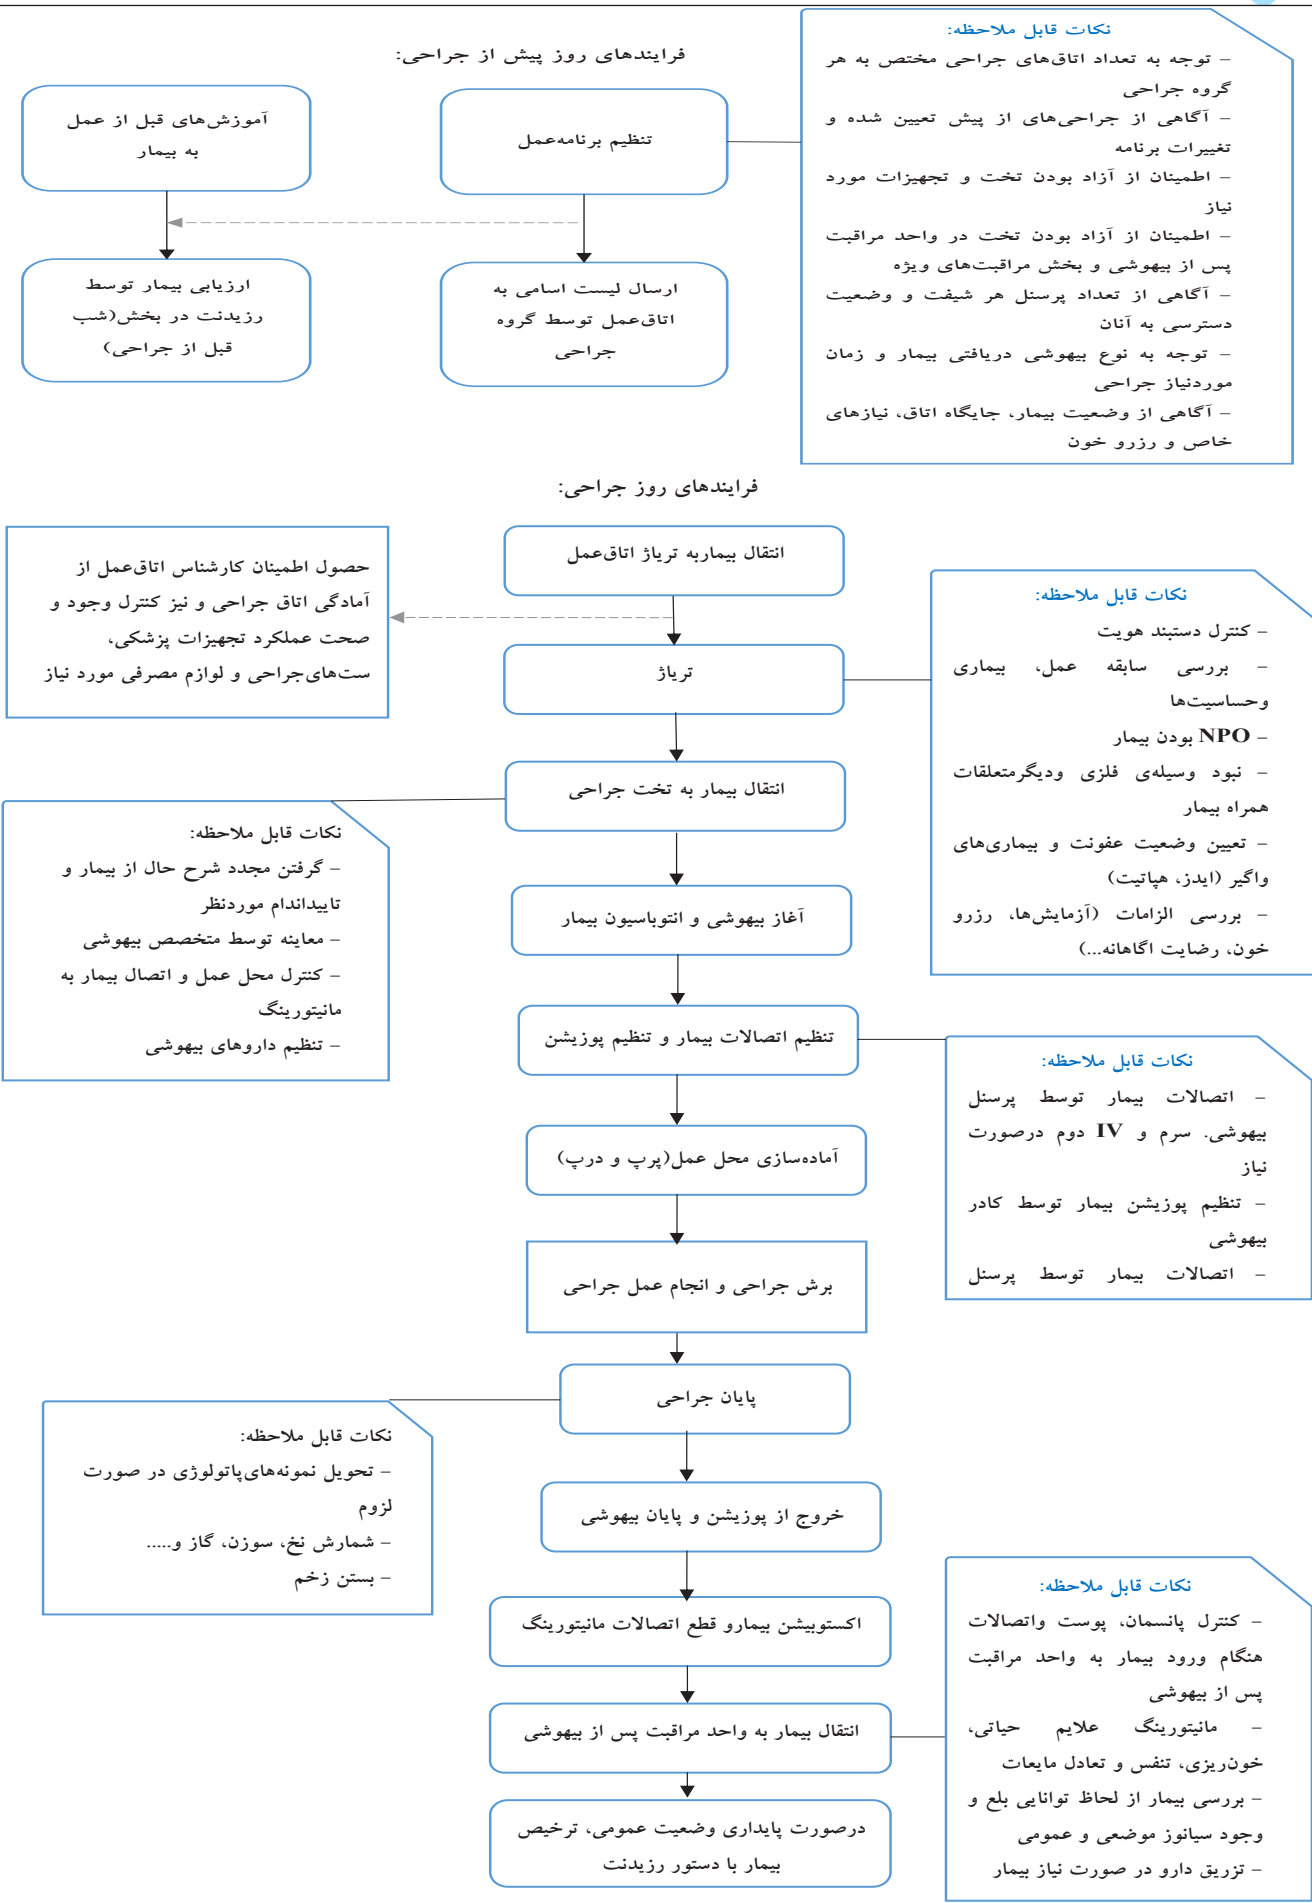 فرایندهای روز پیش از جراحی:
نکات قابل ملاحظه:
– توجه به تعداد اتاق‌های جراحی مختص به هر
گروه جراحی
– آگاهی از جراحی‌های از پیش تعیین شده و
تغییرات برنامه
– اطمینان از آزاد بودن تخت و تجهیزات مورد
نیاز
– اطمینان از آزاد بودن تخت در واحد مراقبت
پس از بیهوشی و بخش مراقبت‌های ویژه
– آگاهی از تعداد پرسنل هر شیفت و وضعیت
دسترسی به آنان
– توجه به نوع بیهوشی دریافتی بیمار و زمان
موردنیاز جراحی
– آگاهی از وضعیت بیمار، جایگاه اتاق، نیازهای
خاص و رزرو خون
تنظیم برنامه‌عمل
آموزش‌های قبل از عمل
به بیمار
ارسال لیست اسامی به
اتاق‌عمل توسط گروه
جراحی
ارزیابی بیمار توسط
رزیدنت در بخش(شب
قبل از جراحی)
فرایندهای روز جراحی:
انتقال بیماربه تریاژ اتاق‌عمل
حصول اطمینان کارشناس اتاق‌عمل از
آمادگی اتاق جراحی و نیز کنترل وجود و
صحت عملکرد تجهیزات پزشکی،
ست‌های‌جراحی و لوازم مصرفی مورد نیاز
تریاژ
نکات قابل ملاحظه:
– کنترل دستبند هویت
– بررسی سابقه عمل، بیماری
وحساسیت‌ها
– NPO بودن بیمار
– نبود وسیله‌ی فلزی ودیگرمتعلقات
همراه بیمار
– تعیین وضعیت عفونت و بیماری‌های
واگیر (ایدز، هپاتیت)
– بررسی الزامات (آزمایش‌ها، رزرو
خون، رضایت اگاهانه...)
انتقال بیمار به تخت جراحی
نکات قابل ملاحظه:
– گرفتن مجدد شرح حال از بیمار و
تاییداندام موردنظر
– معاینه توسط متخصص بیهوشی
– کنترل محل عمل و اتصال بیمار به
مانیتورینگ
– تنظیم داروهای بیهوشی
آغاز بیهوشی و انتوباسیون بیمار
تنظیم اتصالات بیمار و تنظیم پوزیشن
نکات قابل ملاحظه:
– اتصالات بیمار توسط پرسنل
بیهوشی. سرم و IV دوم درصورت
نیاز
– تنظیم پوزیشن بیمار توسط کادر
بیهوشی
– اتصالات بیمار توسط پرسنل
آماده‌سازی محل عمل(پرپ و درپ)
برش جراحی و انجام عمل جراحی
پایان جراحی
نکات قابل ملاحظه:
– تحویل نمونه‌های‌پاتولوژی در صورت
لزوم
– شمارش نخ، سوزن، گاز و.....
– بستن زخم
خروج از پوزیشن و پایان بیهوشی
اکستوبیشن بیمارو قطع اتصالات مانیتورینگ
انتقال بیمار به واحد مراقبت پس از بیهوشی
نکات قابل ملاحظه:
– کنترل پانسمان، پوست واتصالات
هنگام ورود بیمار به واحد مراقبت
پس از بیهوشی
– مانیتورینگ علایم حیاتی،
خون‌ریزی، تنفس و تعادل مایعات
– بررسی بیمار از لحاظ توانایی بلع و
وجود سیانوز موضعی و عمومی
– تزریق دارو در صورت نیاز بیمار
درصورت پایداری وضعیت عمومی، ترخیص
بیمار با دستور رزیدنت